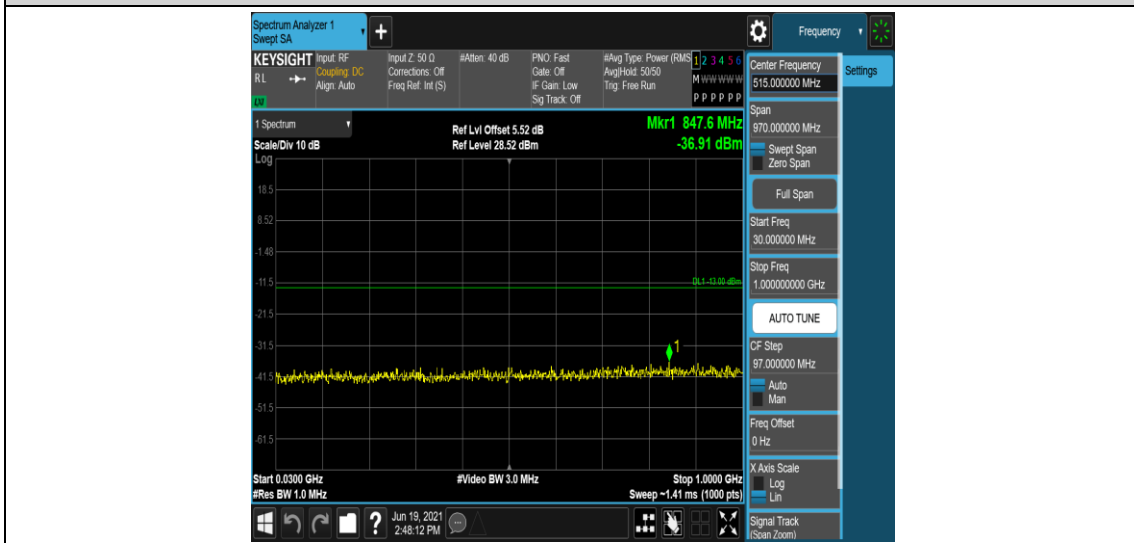 Spectrum Analyzer 1
Swept SA
+
Frequency
KEYSIGHT
Input: RF
Input Z: 50 Ω
#Atten: 40 dB
PNO: Fast
#Avg Type: Power (RMS
1 2 3 4 5 6
RL
Coupling: DC
Corrections: Off
Gate: Off
Avg|Hold: 50/50
M W W W W W
Align: Auto
Freq Ref: Int (S)
IF Gain: Low
Trig: Free Run
Sig Track: Off
P P P P P P
Center Frequency
515.000000 MHz
Settings
1 Spectrum
Ref Lvl Offset 5.52 dB
Mkr1 847.6 MHz
Scale/Div 10 dB
Ref Level 28.52 dBm
-36.91 dBm
Log
18.5
8.52
-1.48
-11.5
DL1 -13.00 dBm
-21.5
-31.5
1
-41.5
-51.5
-61.5
Start 0.0300 GHz
#Video BW 3.0 MHz
Stop 1.0000 GHz
#Res BW 1.0 MHz
Sweep ~1.41 ms (1000 pts)
Span
970.000000 MHz
Swept Span
Zero Span
Full Span
Start Freq
30.000000 MHz
Stop Freq
1.000000000 GHz
AUTO TUNE
CF Step
97.000000 MHz
Auto
Man
Freq Offset
0 Hz
X Axis Scale
Log
Lin
Signal Track
(Span Zoom)
?
Jun 19, 2021
2:48:12 PM